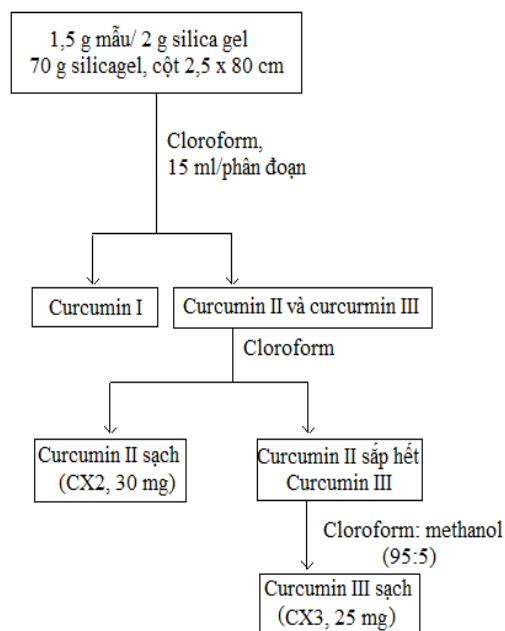 1,5 g mẫu/ 2 g silica gel
70 g silicagel, cột 2,5 x 80 cm
Cloroform,
15 ml/phân đoạn
Curcumin I
Curcumin II và curcurmin III
Cloroform
Curcumin II sạch
(CX2, 30 mg)
Curcumin II sắp hết
Curcumin III
Cloroform: methanol
(95:5)
Curcumin III sạch
(CX3, 25 mg)